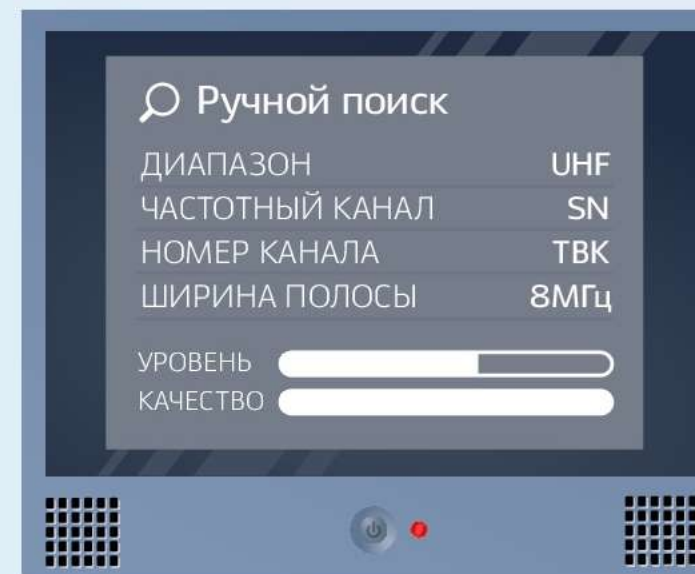 Ручной поиск
ДИАПАЗОН UHF
ЧАСТОТНЫЙ КАНАЛ SN
НОМЕР КАНАЛА ТВК
ШИРИНА ПОЛОСЫ 8МГц
УРОВЕНЬ
КАЧЕСТВО